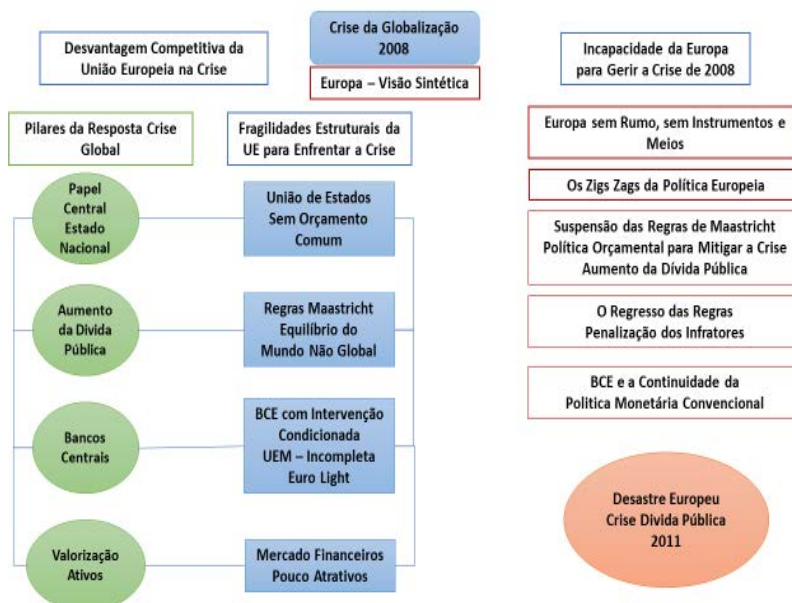 Crise da Globalização
2008
Europa – Visão Sintética
Desvantagem Competitiva da
União Europeia na Crise
Incapacidade da Europa
para Gerir a Crise de 2008
Pilares da Resposta Crise
Global
Fragilidades Estruturais da
UE para Enfrentar a Crise
Papel
Central
Estado
Nacional
União de Estados
Sem Orçamento
Comum
Aumento
da Divida
Pública
Regras Maastricht
Equilíbrio do
Mundo Não Global
Bancos
Centrais
BCE com Intervenção
Condicionada
UEM – Incompleta
Euro Light
Valorização
Ativos
Mercado Financeiros
Pouco Atrativos
Europa sem Rumo, sem Instrumentos e
Meios
Os Zigs Zags da Política Europeia
Suspensão das Regras de Maastricht
Política Orçamental para Mitigar a Crise
Aumento da Dívida Pública
O Regresso das Regras
Penalização dos Infratores
BCE e a Continuidade da
Politica Monetária Convencional
Desastre Europeu
Crise Divida Pública
2011